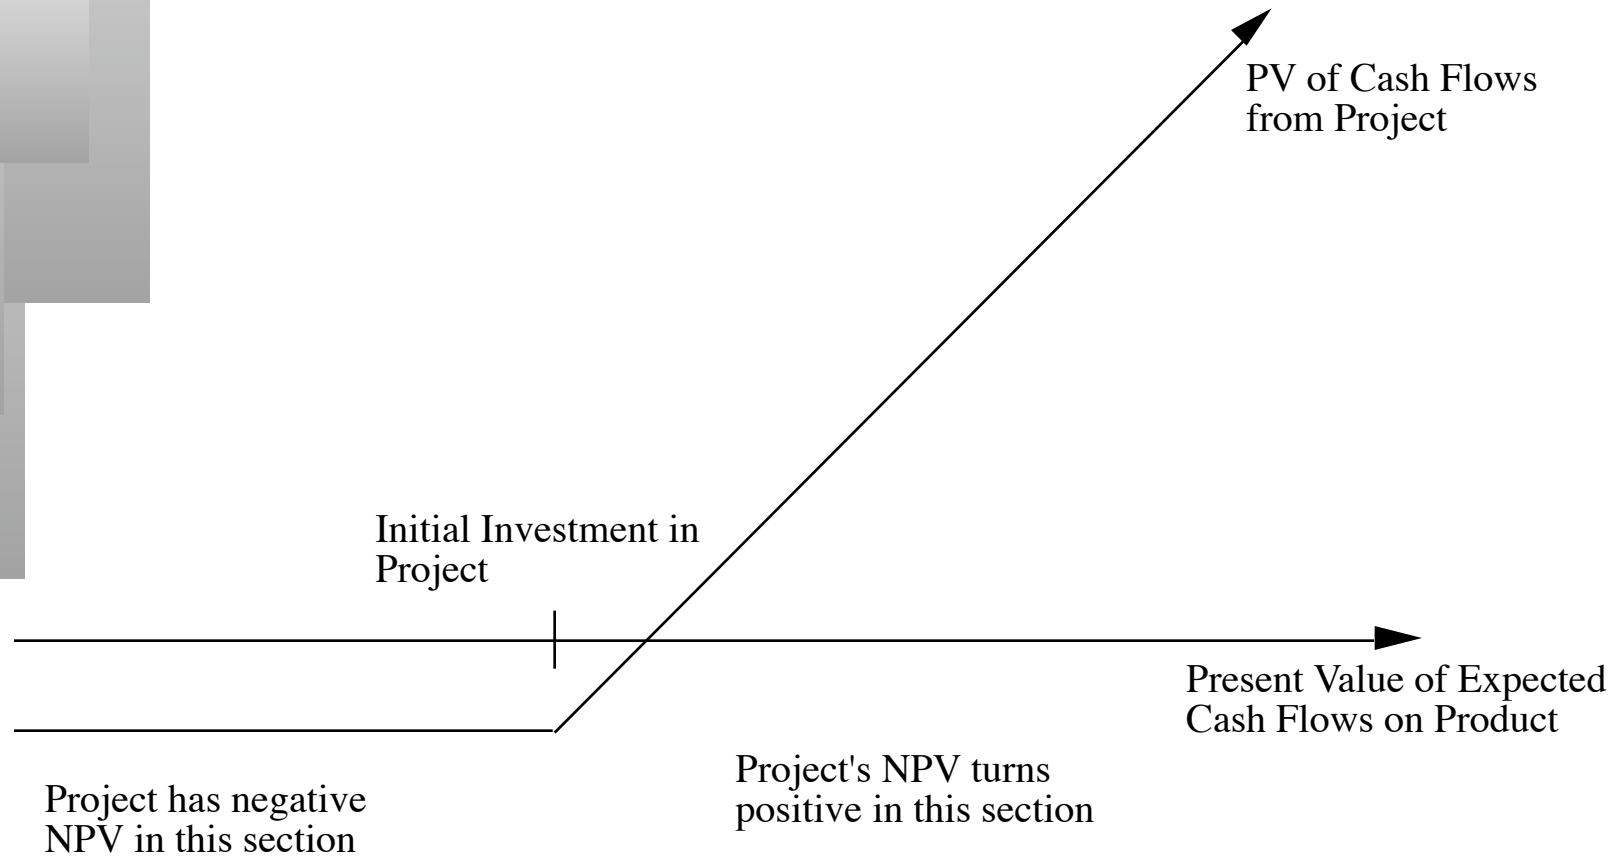 PV of Cash Flows
from Project
Initial Investment in
Project
Present Value of Expected
Cash Flows on Product
Project's NPV turns
positive in this section
Project has negative
NPV in this section